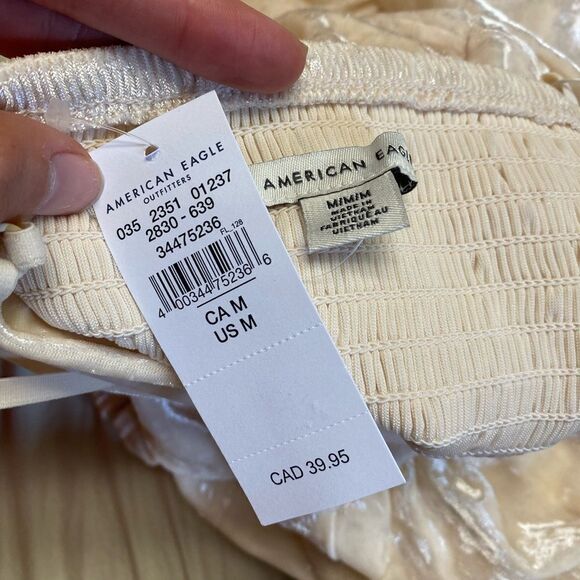 AMERICAN EAGLE
OUTFITTERS
035 2351 01237
2830 - 639
34475236
FL_128
4 00344 75236 6
CA M
US M
CAD 39.95
AMERICAN EAGLE
M/M/M
MADE IN
VIETNAM
FABRIQUÉ AU
VIETNAM